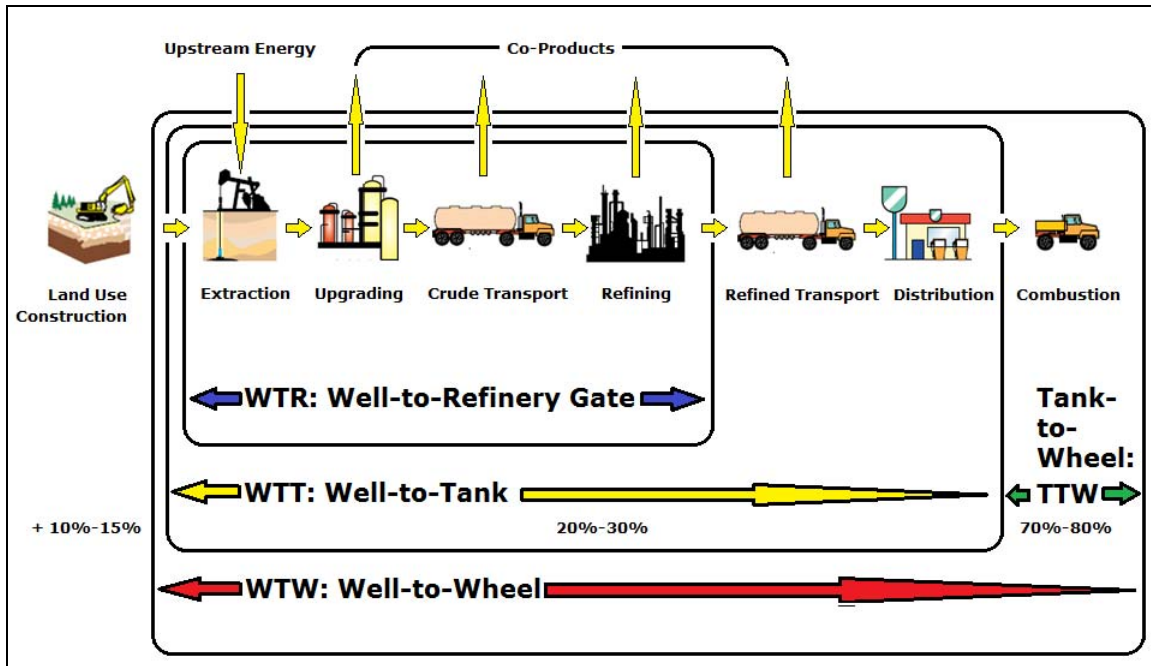 Upstream Energy
Co-Products
Land Use
Construction
Extraction
Upgrading
Crude Transport
Refining
Refined Transport
Distribution
Combustion
WTR: Well-to-Refinery Gate
Tank-
to-
Wheel:
TTW
WTT: Well-to-Tank
+ 10%-15%
20%-30%
70%-80%
WTW: Well-to-Wheel